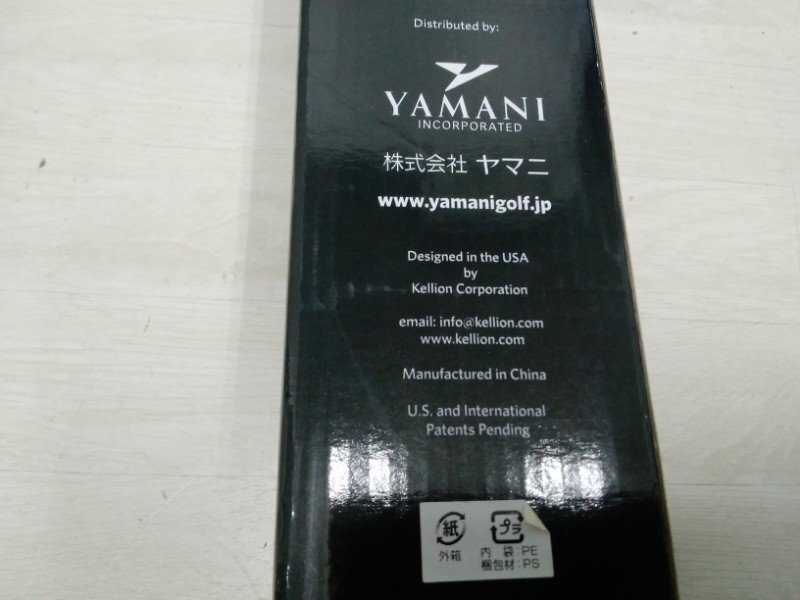 Distributed by:
YAMANI
INCORPORATED
株式会社 ヤマニ
www.yamanigolf.jp
Designed in the USA
by
Kellion Corporation
email: info@kellion.com
www.kellion.com
Manufactured in China
U.S. and International
Patents Pending
紙 プラ
外箱 内 袋:PE
梱包材:PS